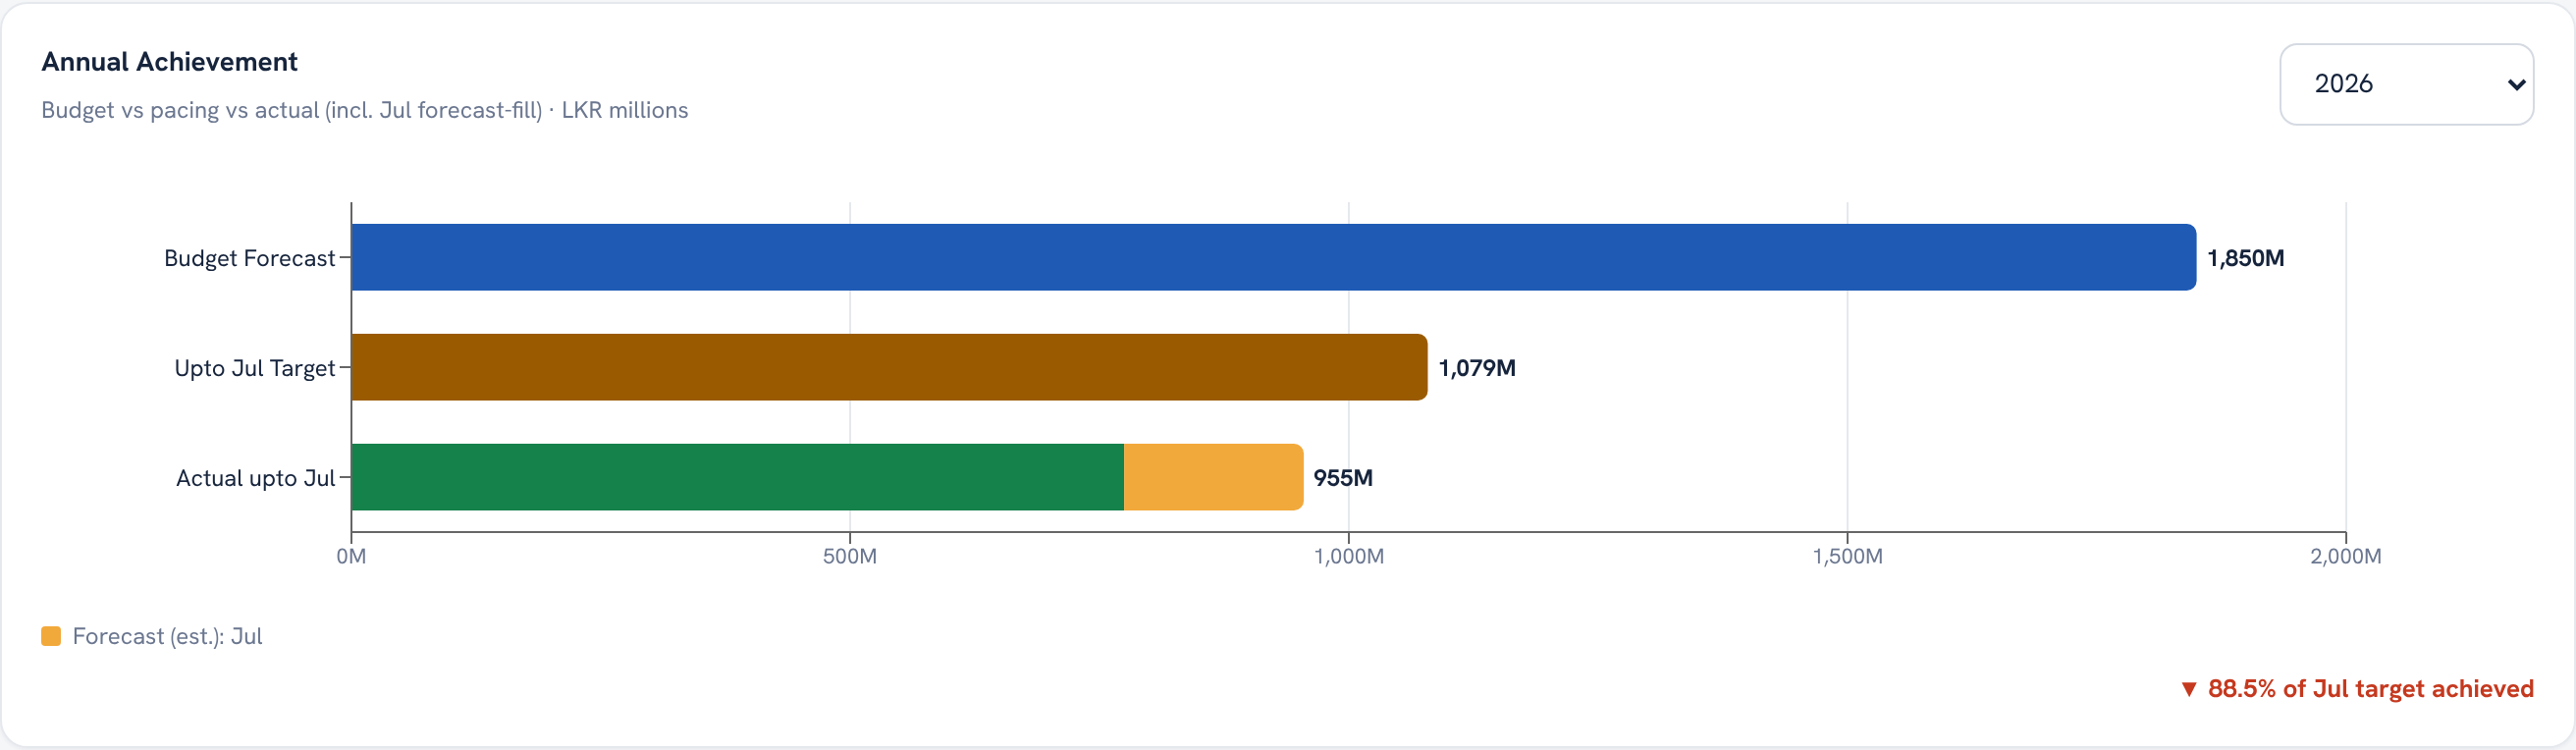 Annual Achievement
2026
Budget vs pacing vs actual (incl. Jul forecast-fill) · LKR millions
Budget Forecast
1,850M
Upto Jul Target
1,079M
Actual upto Jul
955M
0M 500M 1,000M 1,500M 2,000M
Forecast (est.): Jul
▼ 88.5% of Jul target achieved